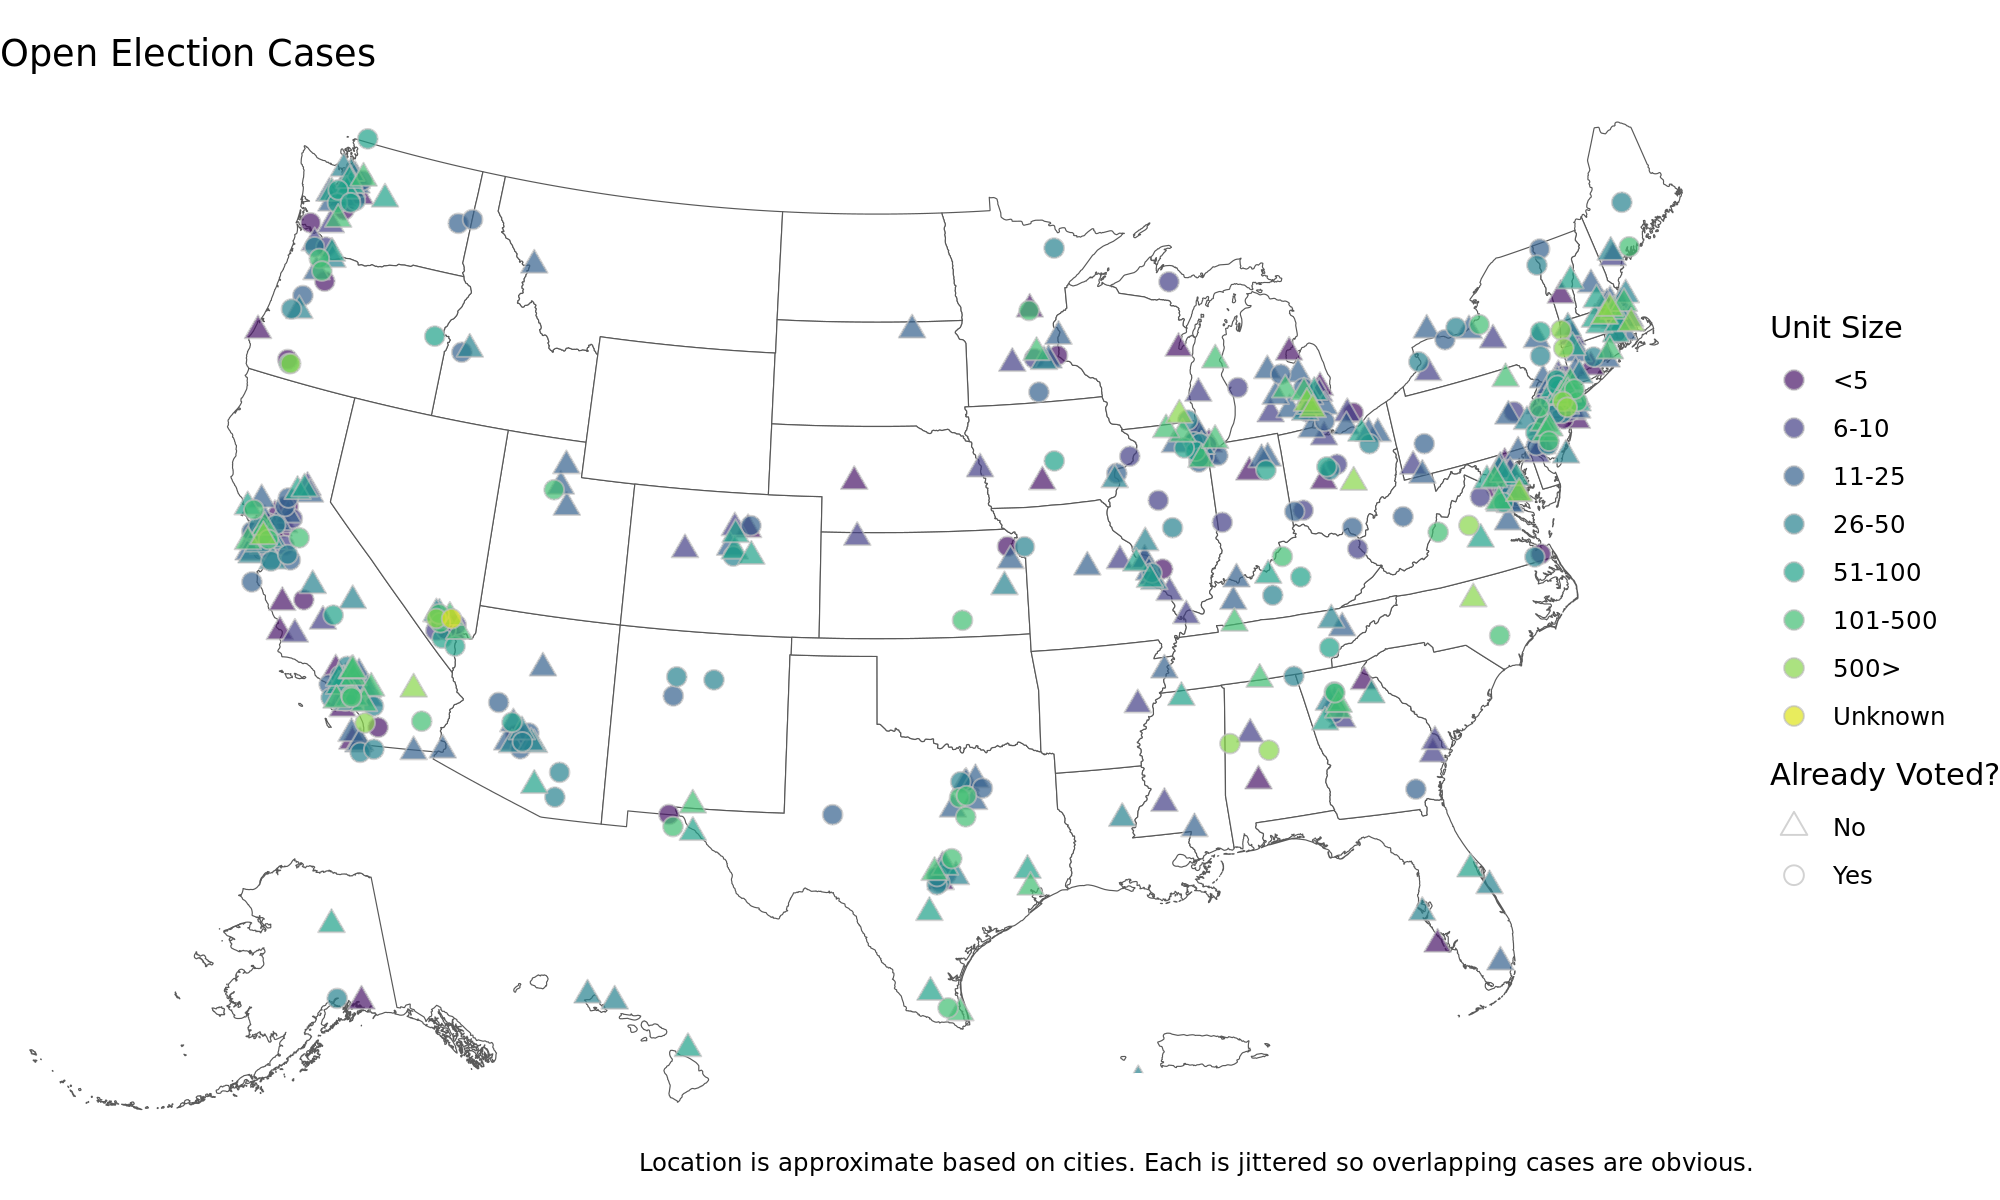 Open Election Cases
Unit Size
<5
6-10
11-25
26-50
51-100
101-500
500>
Unknown
Already Voted?
No
Yes
Location is approximate based on cities. Each is jittered so overlapping cases are obvious.